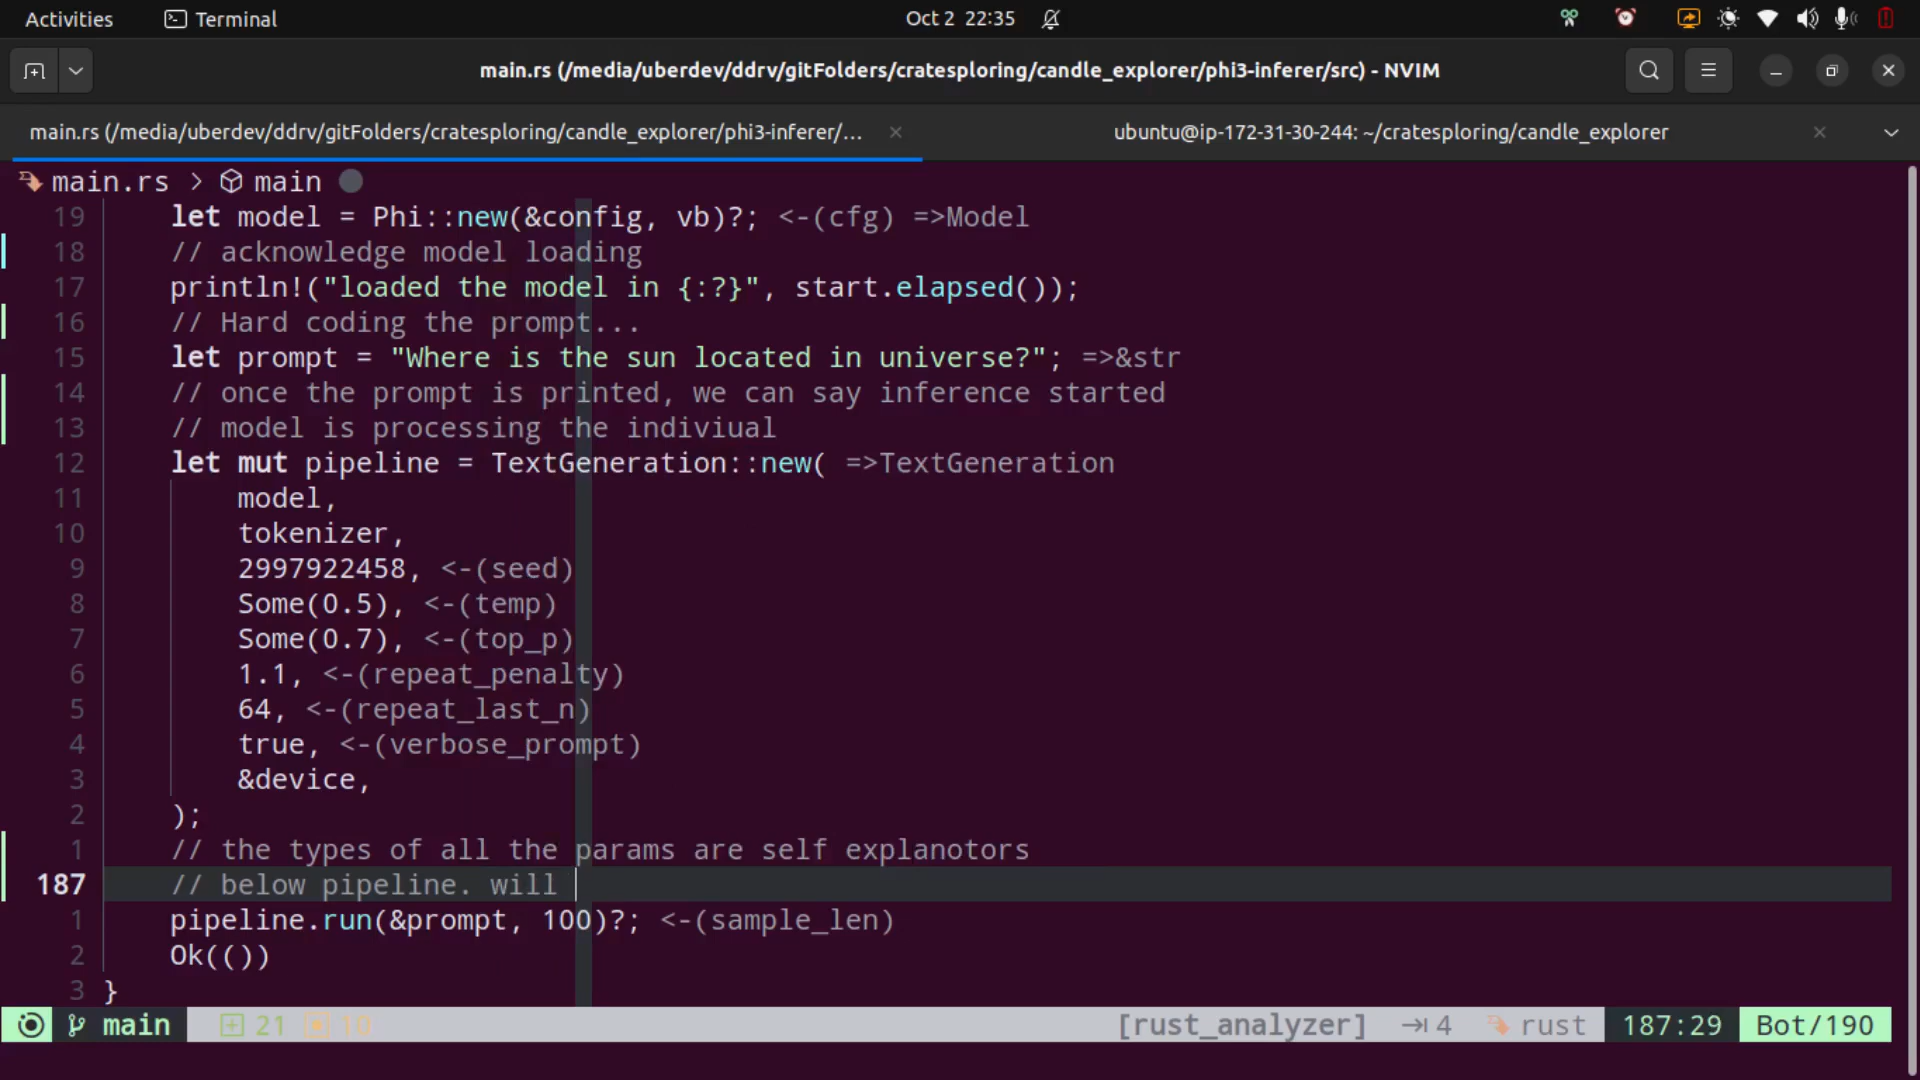 Activities Terminal Oct 2 22:35
main.rs (/media/uberdev/ddrv/gitFolders/cratesploring/candle_explorer/phi3-inferer/src) - NVIM
main.rs (/media/uberdev/ddrv/gitFolders/cratesploring/candle_explorer/phi3-inferer/... ubuntu@ip-172-31-30-244: ~/cratesploring/candle_explorer
main.rs > main
19 let model = Phi::new(&config, vb)?; <-(cfg) =>Model
18 // acknowledge model loading
17 println!("loaded the model in {:?}", start.elapsed());
16 // Hard coding the prompt...
15 let prompt = "Where is the sun located in universe?"; =>&str
14 // once the prompt is printed, we can say inference started
13 // model is processing the indiviual
12 let mut pipeline = TextGeneration::new( =>TextGeneration
11 model,
10 tokenizer,
9 2997922458, <-(seed)
8 Some(0.5), <-(temp)
7 Some(0.7), <-(top_p)
6 1.1, <-(repeat_penalty)
5 64, <-(repeat_last_n)
4 true, <-(verbose_prompt)
3 &device,
2 );
1 // the types of all the params are self explanotors
187 // below pipeline. will
1 pipeline.run(&prompt, 100)?; <-(sample_len)
2 Ok(())
3 }
main 21 10 [rust_analyzer] 4 rust 187:29 Bot/190